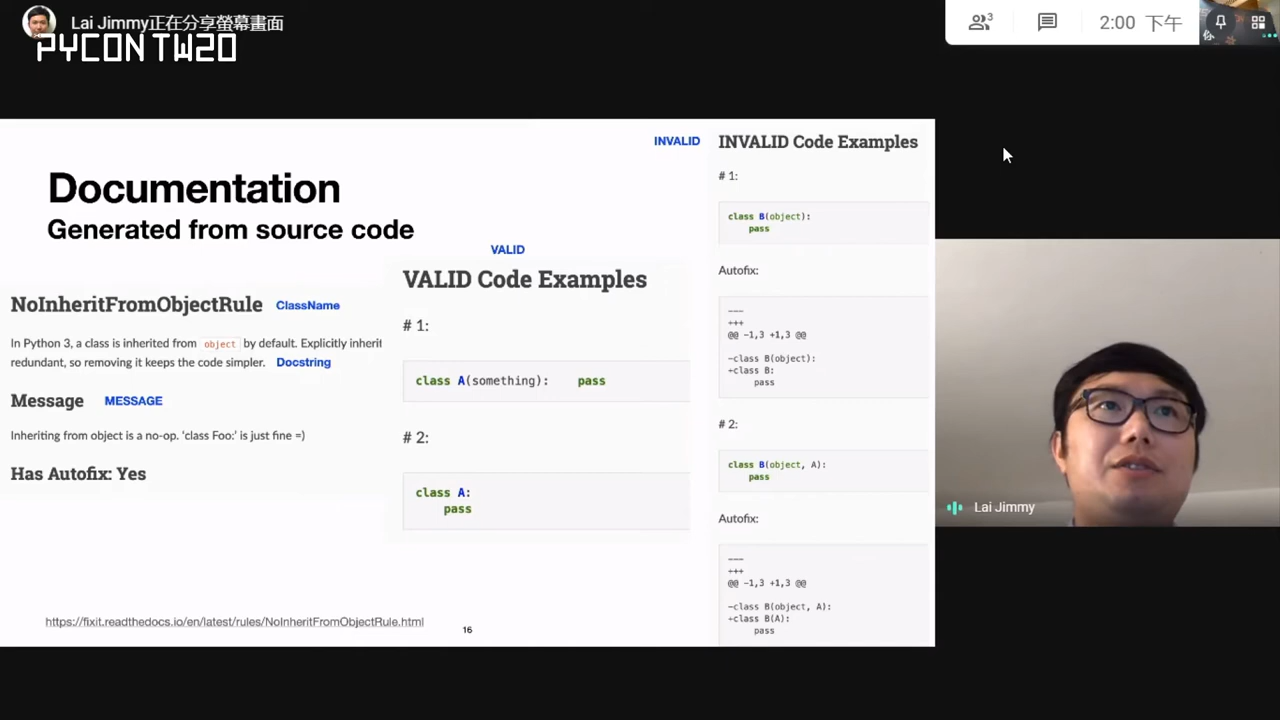 Lai Jimmy正在分享螢幕畫面
PYCON TW20
3
2:00 下午
你
Documentation
Generated from source code
NoInheritFromObjectRule ClassName
In Python 3, a class is inherited from object by default. Explicitly inherit
redundant, so removing it keeps the code simpler. Docstring
Message MESSAGE
Inheriting from object is a no-op. 'class Foo:' is just fine =)
Has Autofix: Yes
VALID
VALID Code Examples
# 1:
class A(something):    pass
# 2:
class A:
    pass
INVALID
INVALID Code Examples
# 1:
class B(object):
    pass
Autofix:
---
+++
@@ -1,3 +1,3 @@
-class B(object):
+class B:
     pass
# 2:
class B(object, A):
    pass
Autofix:
---
+++
@@ -1,3 +1,3 @@
-class B(object, A):
+class B(A):
     pass
https://fixit.readthedocs.io/en/latest/rules/NoInheritFromObjectRule.html
16
Lai Jimmy